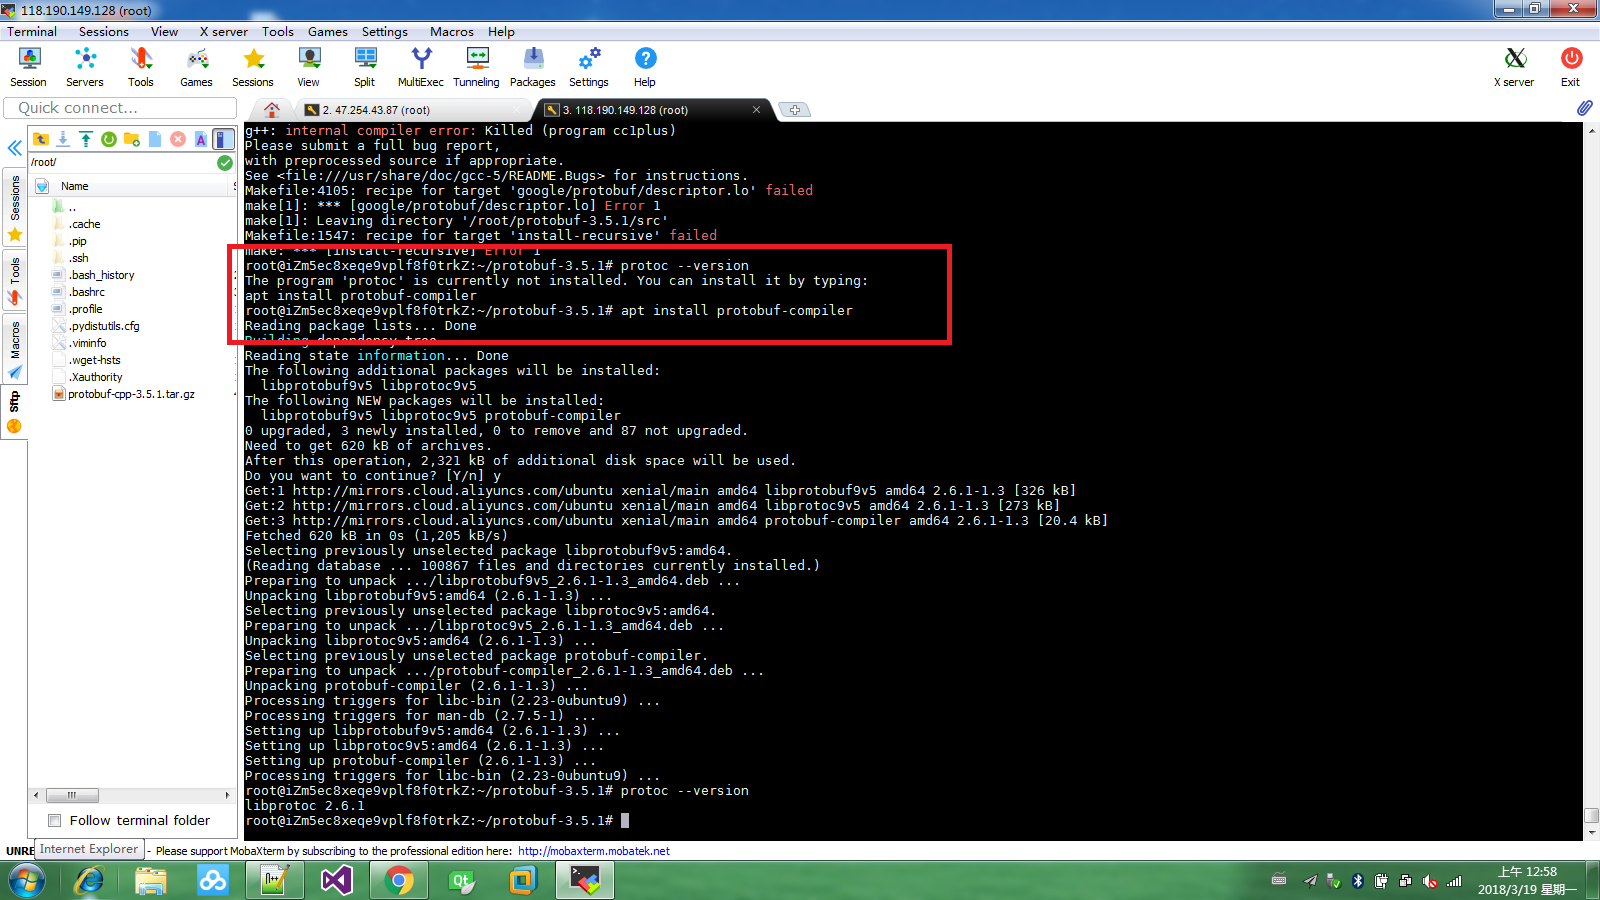 118.190.149.128 (root)
Terminal Sessions View X server Tools Games Settings Macros Help
Session Servers Tools Games Sessions View Split MultiExec Tunneling Packages Settings Help X server Exit
Quick connect...
2. 47.254.43.87 (root)
3. 118.190.149.128 (root)
/root/
Name
..
.cache
.pip
.ssh
.bash_history
.bashrc
.profile
.pydistutils.cfg
.viminfo
.wget-hsts
.Xauthority
protobuf-cpp-3.5.1.tar.gz
Sessions
Tools
Macros
Sftp
Follow terminal folder
g++: internal compiler error: Killed (program cc1plus)
Please submit a full bug report,
with preprocessed source if appropriate.
See <file:///usr/share/doc/gcc-5/README.Bugs> for instructions.
Makefile:4105: recipe for target 'google/protobuf/descriptor.lo' failed
make[1]: *** [google/protobuf/descriptor.lo] Error 1
make[1]: Leaving directory '/root/protobuf-3.5.1/src'
Makefile:1547: recipe for target 'install-recursive' failed
make: *** [install-recursive] Error 1
root@iZm5ec8xeqe9vplf8f0trkZ:~/protobuf-3.5.1# protoc --version
The program 'protoc' is currently not installed. You can install it by typing:
apt install protobuf-compiler
root@iZm5ec8xeqe9vplf8f0trkZ:~/protobuf-3.5.1# apt install protobuf-compiler
Reading package lists... Done
Building dependency tree
Reading state information... Done
The following additional packages will be installed:
  libprotobuf9v5 libprotoc9v5
The following NEW packages will be installed:
  libprotobuf9v5 libprotoc9v5 protobuf-compiler
0 upgraded, 3 newly installed, 0 to remove and 87 not upgraded.
Need to get 620 kB of archives.
After this operation, 2,321 kB of additional disk space will be used.
Do you want to continue? [Y/n] y
Get:1 http://mirrors.cloud.aliyuncs.com/ubuntu xenial/main amd64 libprotobuf9v5 amd64 2.6.1-1.3 [326 kB]
Get:2 http://mirrors.cloud.aliyuncs.com/ubuntu xenial/main amd64 libprotoc9v5 amd64 2.6.1-1.3 [273 kB]
Get:3 http://mirrors.cloud.aliyuncs.com/ubuntu xenial/main amd64 protobuf-compiler amd64 2.6.1-1.3 [20.4 kB]
Fetched 620 kB in 0s (1,205 kB/s)
Selecting previously unselected package libprotobuf9v5:amd64.
(Reading database ... 100867 files and directories currently installed.)
Preparing to unpack .../libprotobuf9v5_2.6.1-1.3_amd64.deb ...
Unpacking libprotobuf9v5:amd64 (2.6.1-1.3) ...
Selecting previously unselected package libprotoc9v5:amd64.
Preparing to unpack .../libprotoc9v5_2.6.1-1.3_amd64.deb ...
Unpacking libprotoc9v5:amd64 (2.6.1-1.3) ...
Selecting previously unselected package protobuf-compiler.
Preparing to unpack .../protobuf-compiler_2.6.1-1.3_amd64.deb ...
Unpacking protobuf-compiler (2.6.1-1.3) ...
Processing triggers for libc-bin (2.23-0ubuntu9) ...
Processing triggers for man-db (2.7.5-1) ...
Setting up libprotobuf9v5:amd64 (2.6.1-1.3) ...
Setting up libprotoc9v5:amd64 (2.6.1-1.3) ...
Setting up protobuf-compiler (2.6.1-1.3) ...
Processing triggers for libc-bin (2.23-0ubuntu9) ...
root@iZm5ec8xeqe9vplf8f0trkZ:~/protobuf-3.5.1# protoc --version
libprotoc 2.6.1
root@iZm5ec8xeqe9vplf8f0trkZ:~/protobuf-3.5.1#
UNRE
Internet Explorer
- Please support MobaXterm by subscribing to the professional edition here: http://mobaxterm.mobatek.net
上午 12:58
2018/3/19 星期一